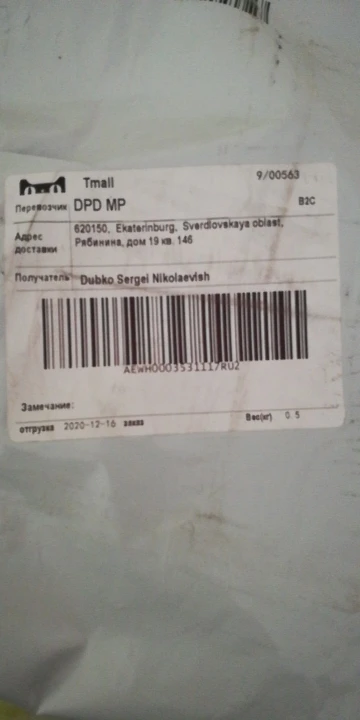 Tmall 9/00563
Перевозчик DPD MP B2C
Адрес доставки 620150, Ekaterinburg, Sverdlovskaya oblast,
Рябинина, дом 19 кв. 146
Получатель Dubko Sergei Nikolaevish
AEWH0003531117RU2
Замечание:
отгрузка 2020-12-16 заказа Вес(кг) 0.5